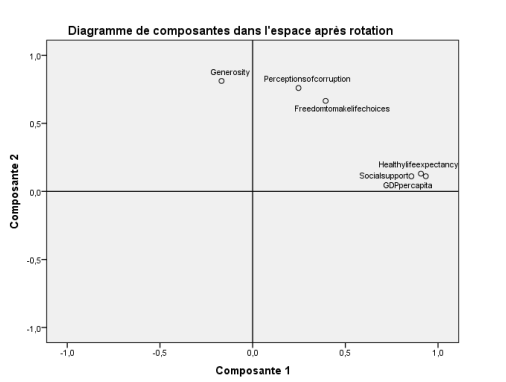 Diagramme de composantes dans l'espace après rotation
Composante 2
1,0
0,5
0,0
-0,5
-1,0
Generosity
Perceptionsofcorruption
Freedomtomakelifechoices
Healthylifeexpectancy
Socialsupport
GDPpercapita
-1,0
-0,5
0,0
0,5
1,0
Composante 1